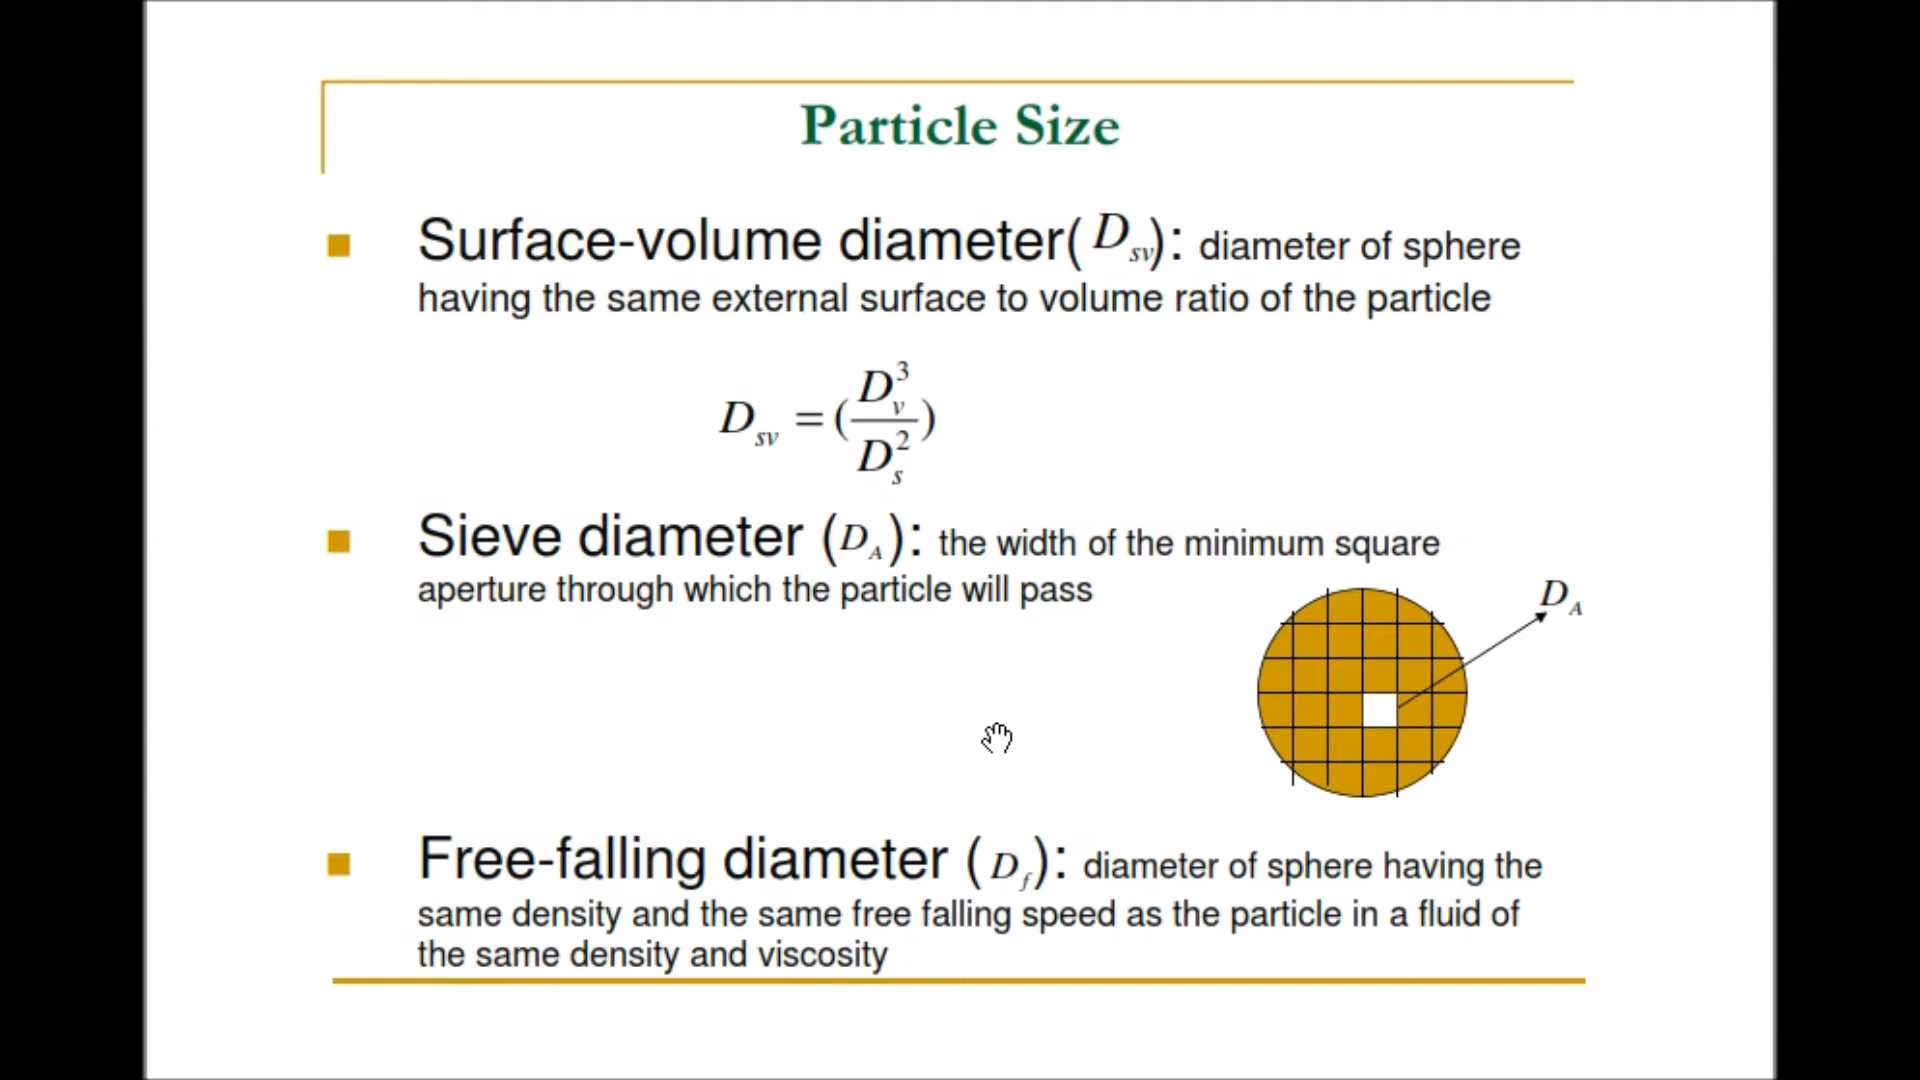 Particle Size
Surface-volume diameter( D_sv): diameter of sphere
having the same external surface to volume ratio of the particle
D_sv = (D_v^3 / D_s^2)
Sieve diameter (D_A): the width of the minimum square
aperture through which the particle will pass
D_A
Free-falling diameter ( D_f): diameter of sphere having the
same density and the same free falling speed as the particle in a fluid of
the same density and viscosity